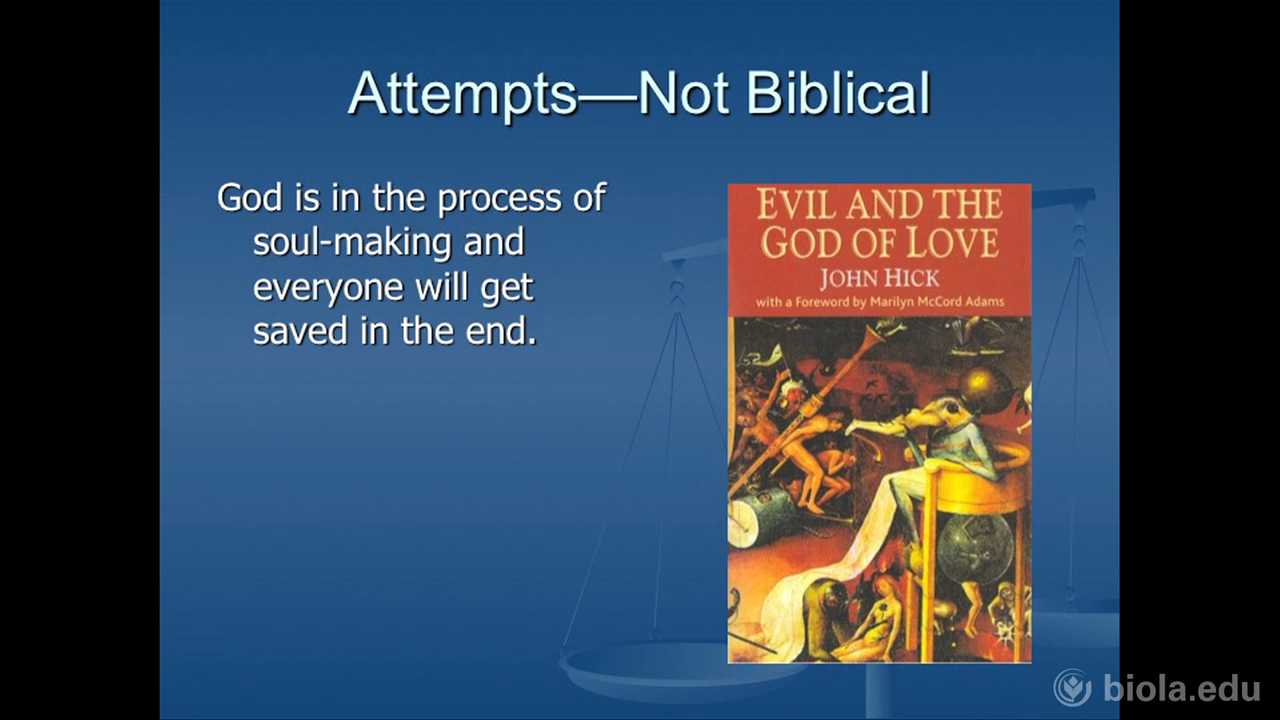 Attempts—Not Biblical
God is in the process of
soul-making and
everyone will get
saved in the end.
EVIL AND THE
GOD OF LOVE
JOHN HICK
with a Foreword by Marilyn McCord Adams
biola.edu